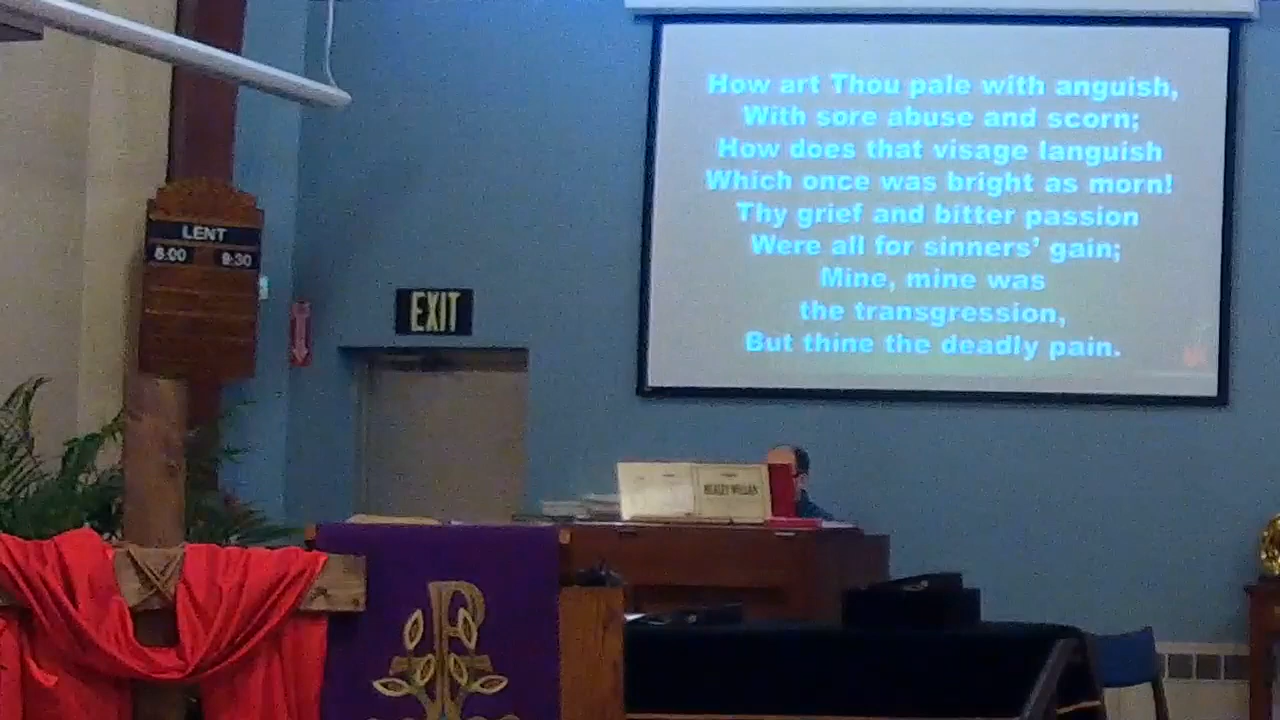 How art Thou pale with anguish,
With sore abuse and scorn;
How does that visage languish
Which once was bright as morn!
Thy grief and bitter passion
Were all for sinners' gain;
Mine, mine was
the transgression,
But thine the deadly pain.
LENT
8:00 9:30
EXIT
HEALEY WILLAN